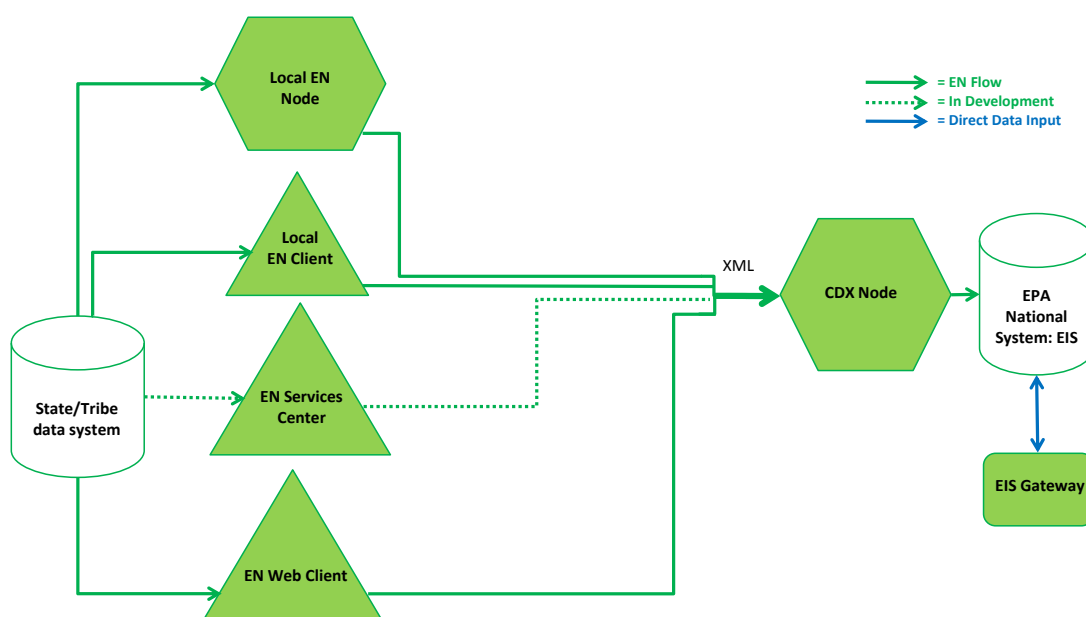 Local EN
Node
= EN Flow
= In Development
= Direct Data Input
Local
EN Client
XML
CDX Node
EPA
National
System: EIS
State/Tribe
data system
EN Services
Center
EIS Gateway
EN Web Client